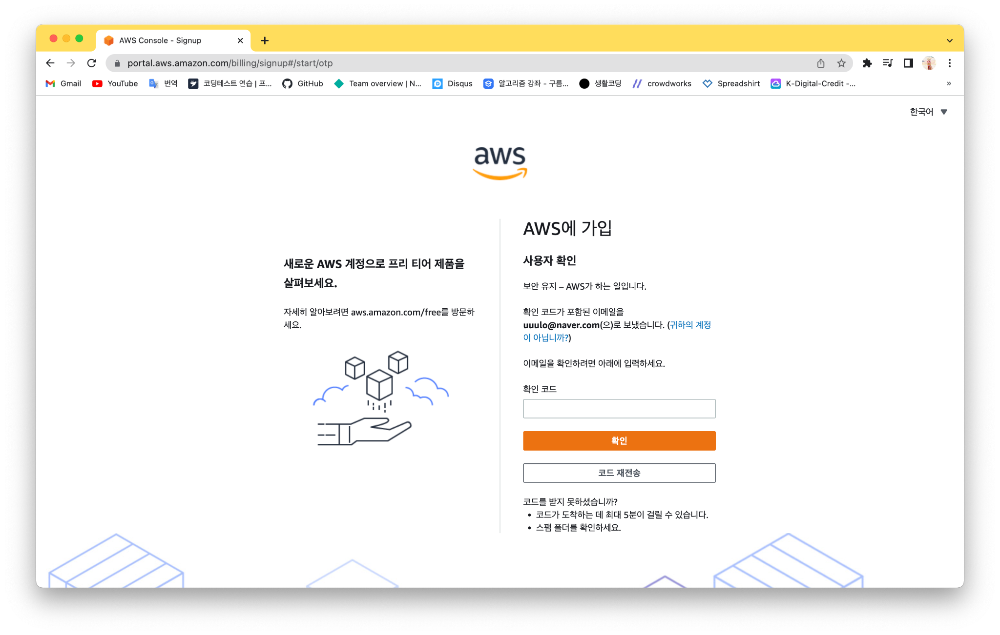 AWS Console - Signup
portal.aws.amazon.com/billing/signup#/start/otp
Gmail YouTube 번역 코딩테스트 연습 | 프... GitHub Team overview | N... Disqus 알고리즘 강좌 - 구름... 생활코딩 crowdworks Spreadshirt K-Digital-Credit -... »
한국어
aws
새로운 AWS 계정으로 프리 티어 제품을
살펴보세요.
자세히 알아보려면 aws.amazon.com/free를 방문하
세요.
AWS에 가입
사용자 확인
보안 유지 – AWS가 하는 일입니다.
확인 코드가 포함된 이메일을
uuulo@naver.com(으)로 보냈습니다. (귀하의 계정
이 아닙니까?)
이메일을 확인하려면 아래에 입력하세요.
확인 코드
확인
코드 재전송
코드를 받지 못하셨습니까?
• 코드가 도착하는 데 최대 5분이 걸릴 수 있습니다.
• 스팸 폴더를 확인하세요.